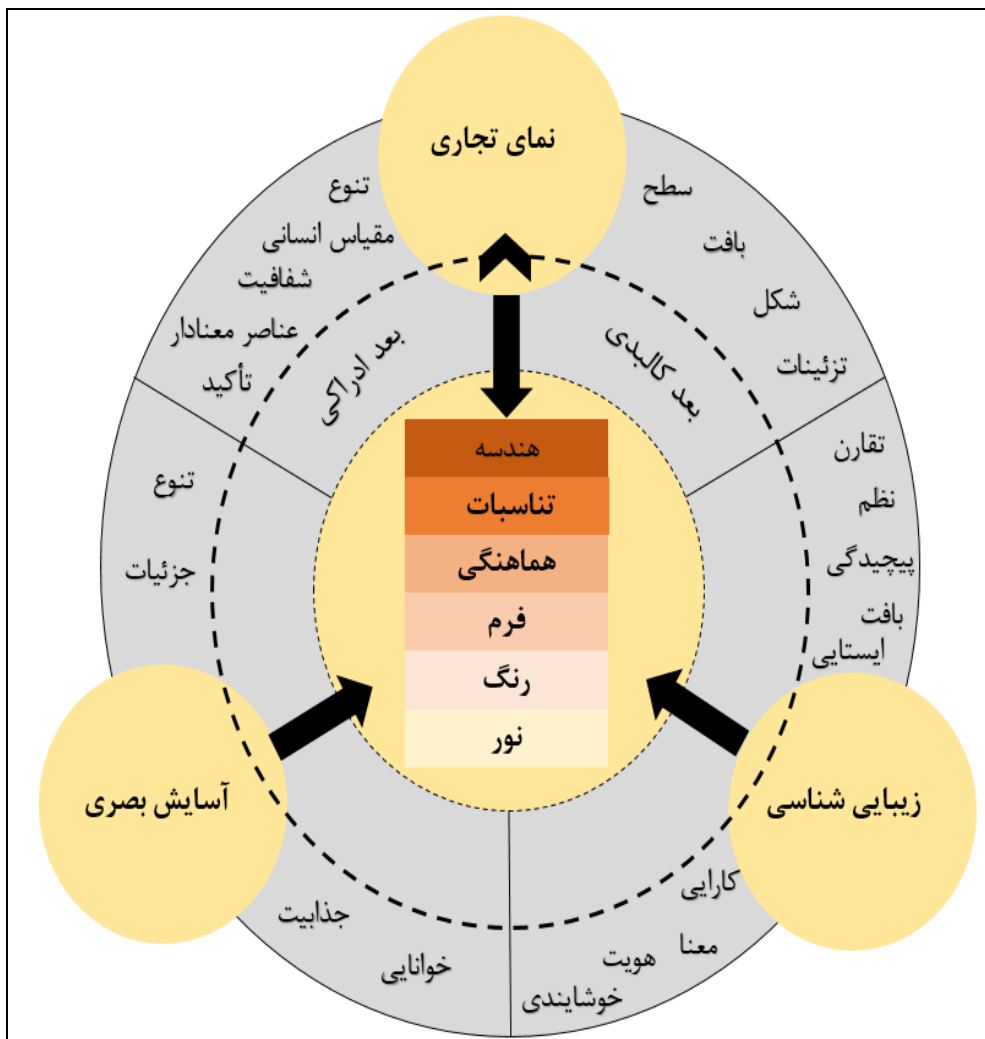 نمای تجاری
سطح
بافت
شکل
تزئینات
بعد کالبدی
تنوع
مقیاس انسانی
شفافیت
عناصر معنادار
تأکید
بعد ادراکی
تقارن
نظم
پیچیدگی
بافت
ایستایی
زیبایی شناسی
کارایی
معنا
هویت
خوشایندی
تنوع
جزئیات
آسایش بصری
جذابیت
خوانایی
هندسه
تناسبات
هماهنگی
فرم
رنگ
نور